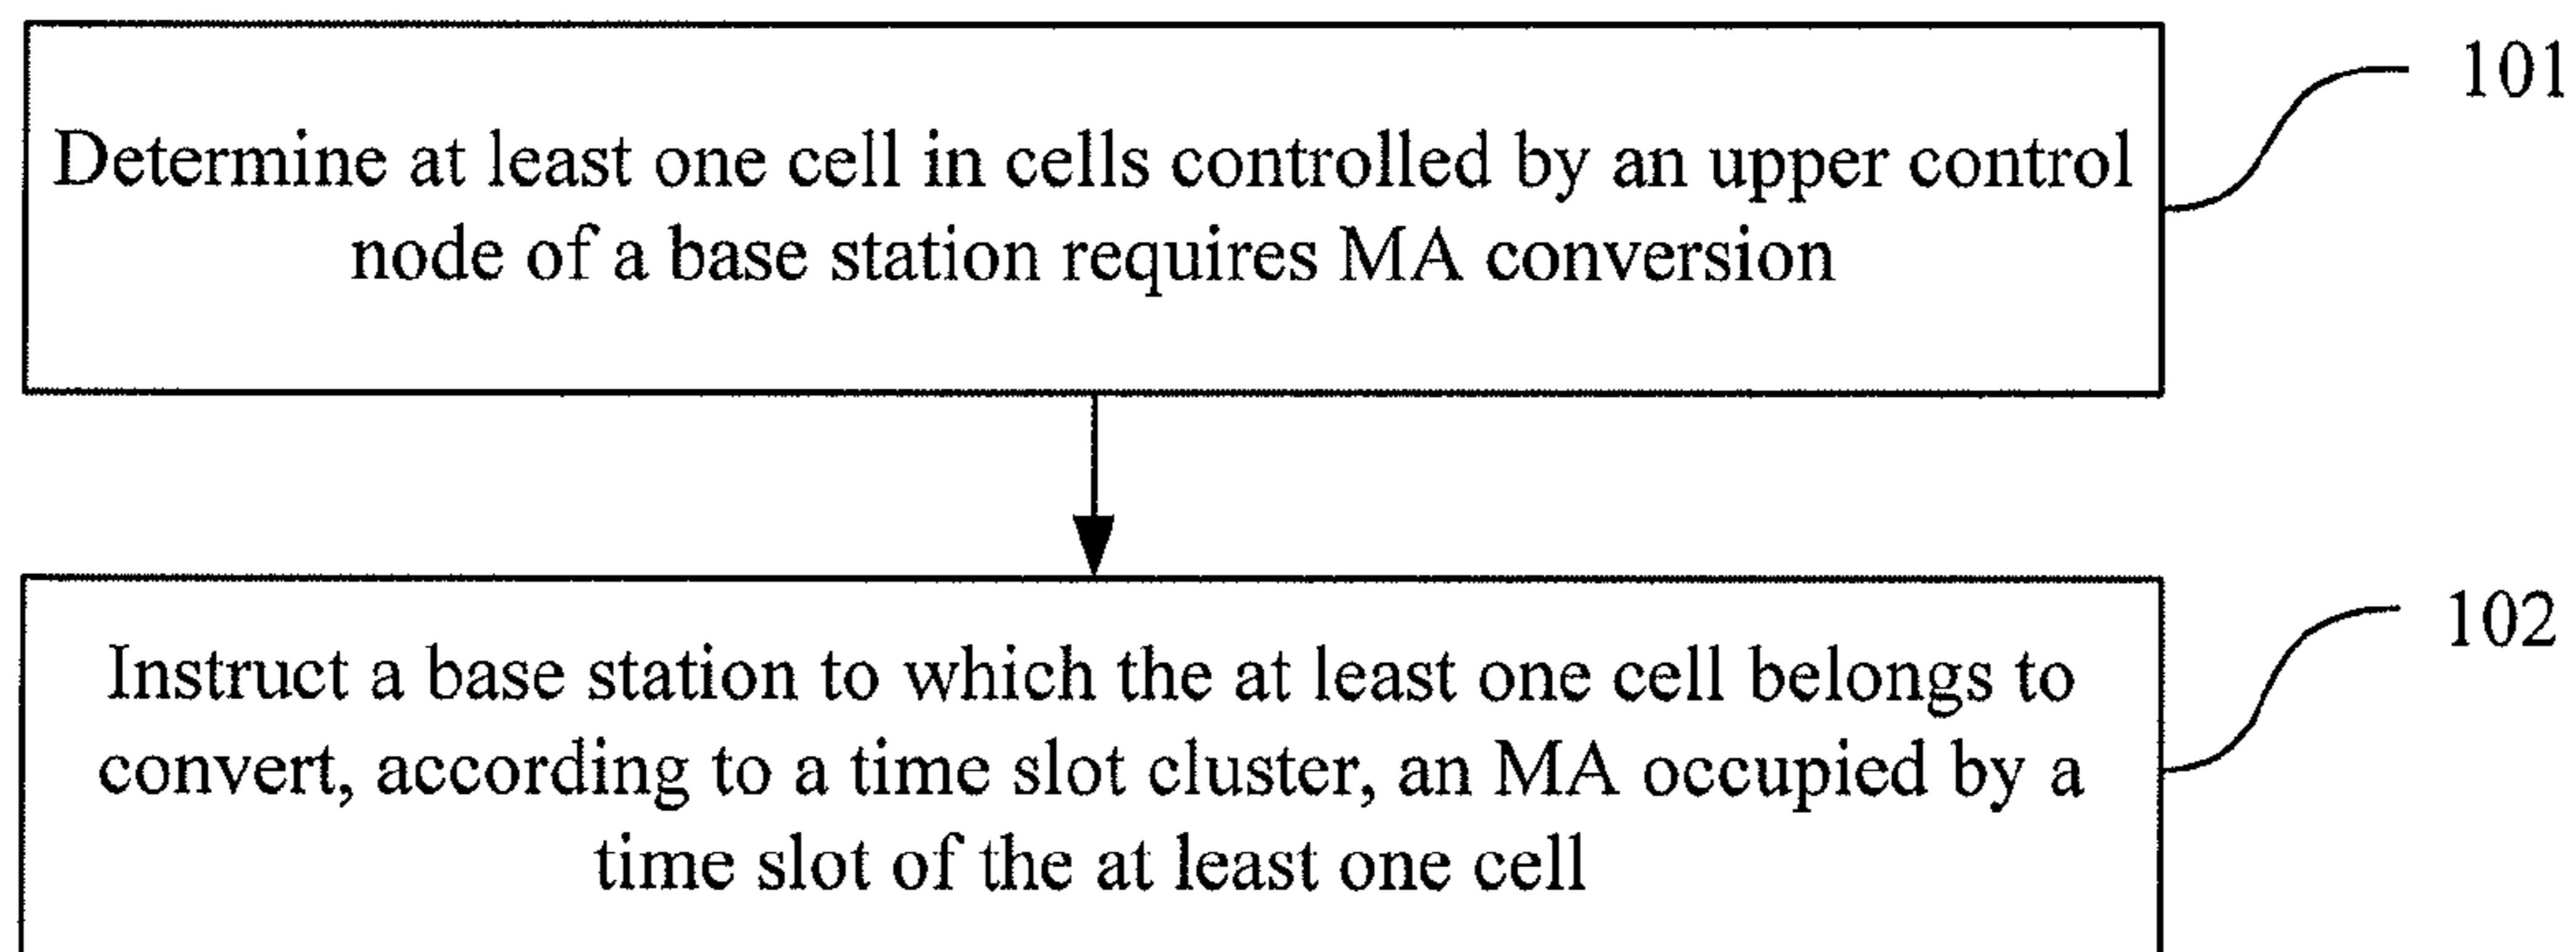 101
Determine at least one cell in cells controlled by an upper control
node of a base station requires MA conversion
102
Instruct a base station to which the at least one cell belongs to
convert, according to a time slot cluster, an MA occupied by a
time slot of the at least one cell